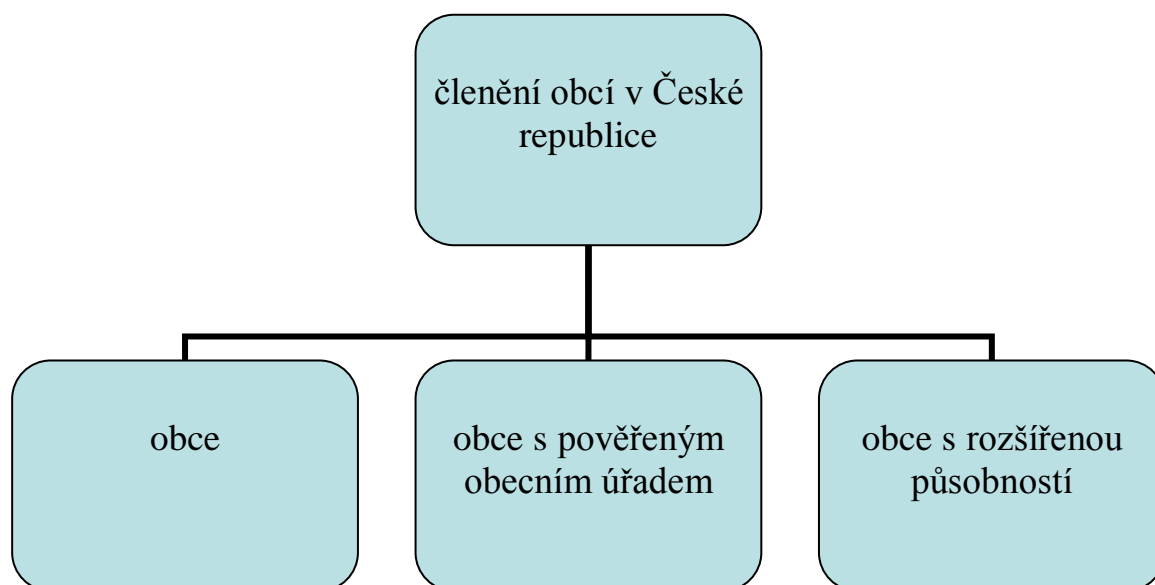 členění obcí v České
republice
obce
obce s pověřeným
obecním úřadem
obce s rozšířenou
působností